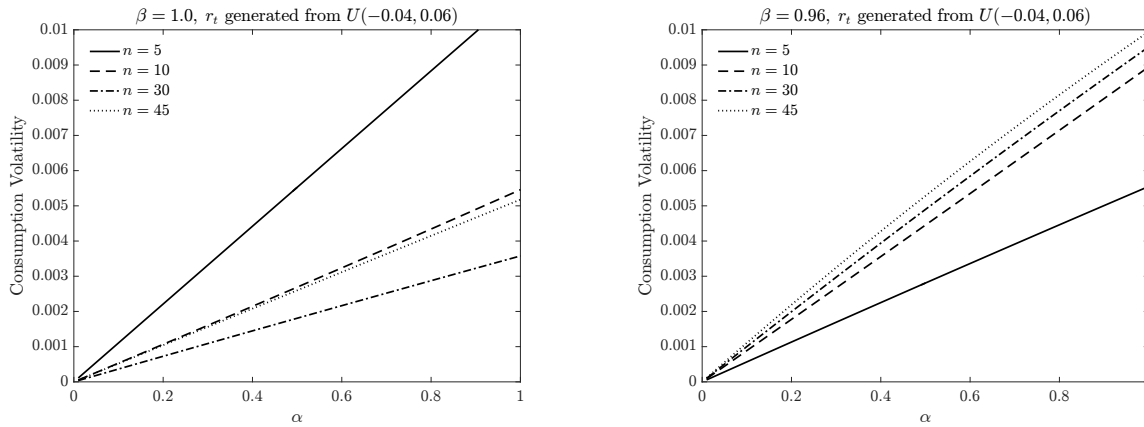 β = 1.0, r_t generated from U(−0.04, 0.06)
n = 5
n = 10
n = 30
n = 45
Consumption Volatility
0.01
0.009
0.008
0.007
0.006
0.005
0.004
0.003
0.002
0.001
0
0 0.2 0.4 0.6 0.8 1
α
β = 0.96, r_t generated from U(−0.04, 0.06)
n = 5
n = 10
n = 30
n = 45
Consumption Volatility
0.01
0.009
0.008
0.007
0.006
0.005
0.004
0.003
0.002
0.001
0
0 0.2 0.4 0.6 0.8
α